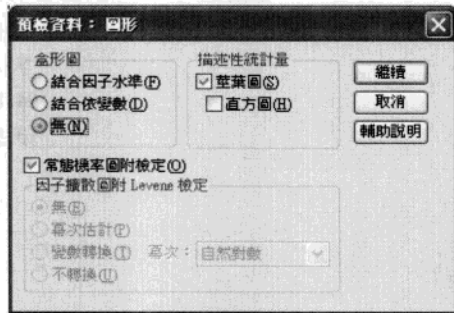 預檢資料： 圖形
盒形圖
結合因子水準(F)
結合依變數(D)
無(N)
描述性統計量
莖葉圖(S)
直方圖(H)
繼續
取消
輔助說明
常態機率圖附檢定(O)
因子擴散圖附 Levene 檢定
無(E)
冪次估計(P)
變數轉換(T) 冪次： 自然對數
不轉換(U)